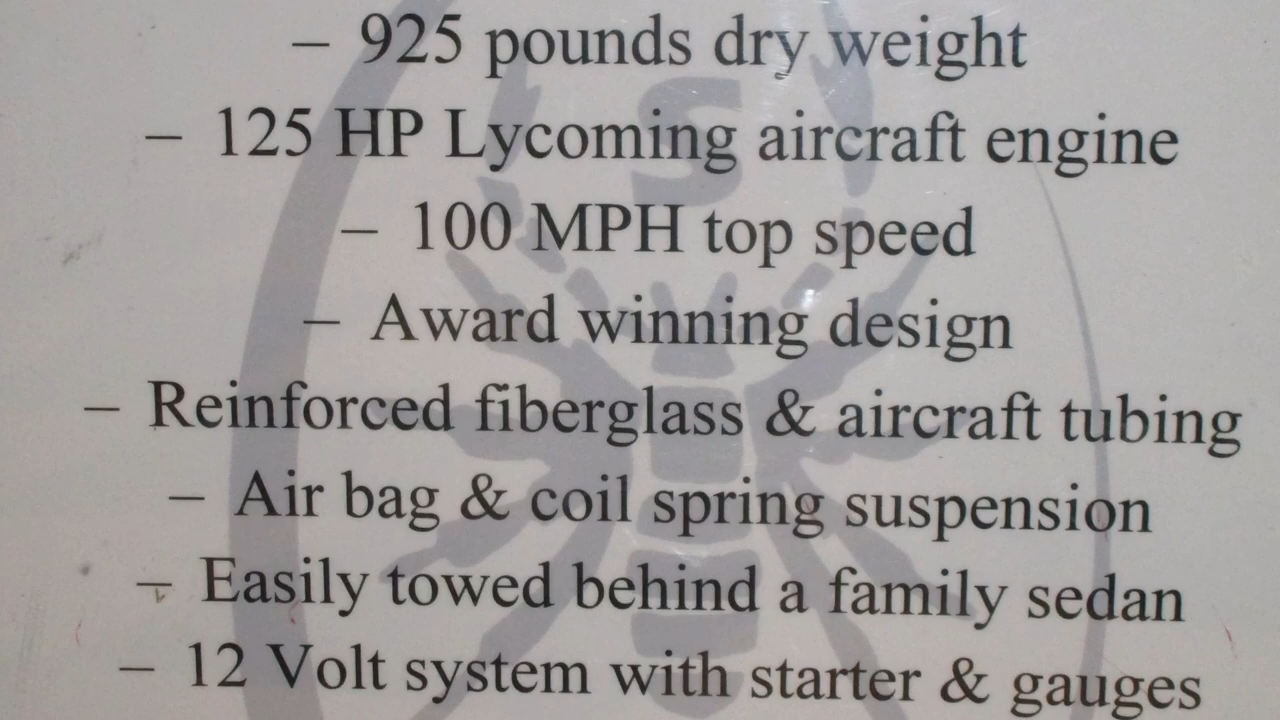 – 925 pounds dry weight
S
– 125 HP Lycoming aircraft engine
– 100 MPH top speed
– Award winning design
– Reinforced fiberglass & aircraft tubing
– Air bag & coil spring suspension
– Easily towed behind a family sedan
– 12 Volt system with starter & gauges